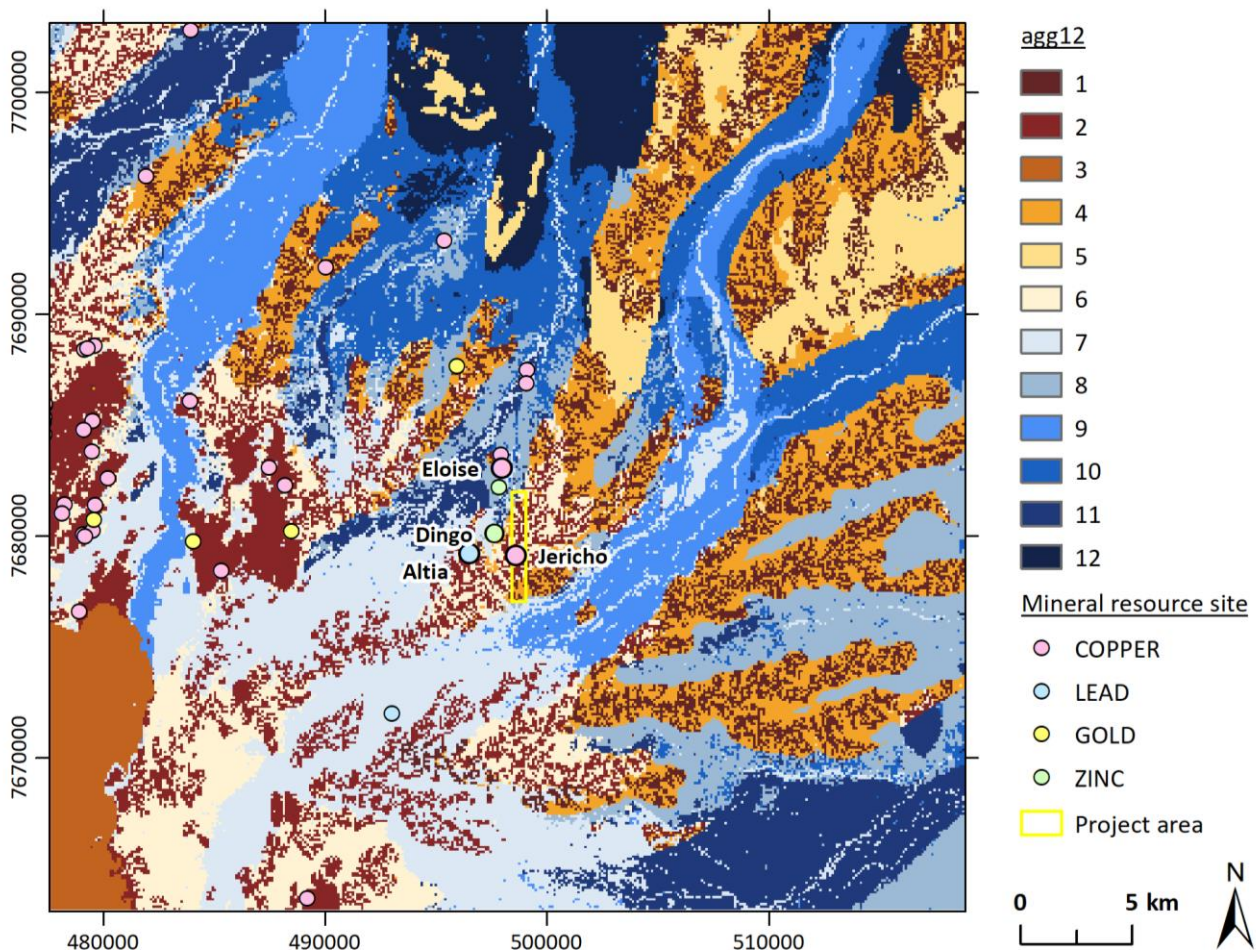 7700000
7690000
7680000
7670000
480000
490000
500000
510000
Eloise
Dingo
Altia
Jericho
agg12
1
2
3
4
5
6
7
8
9
10
11
12
Mineral resource site
COPPER
LEAD
GOLD
ZINC
Project area
N
0
5 km